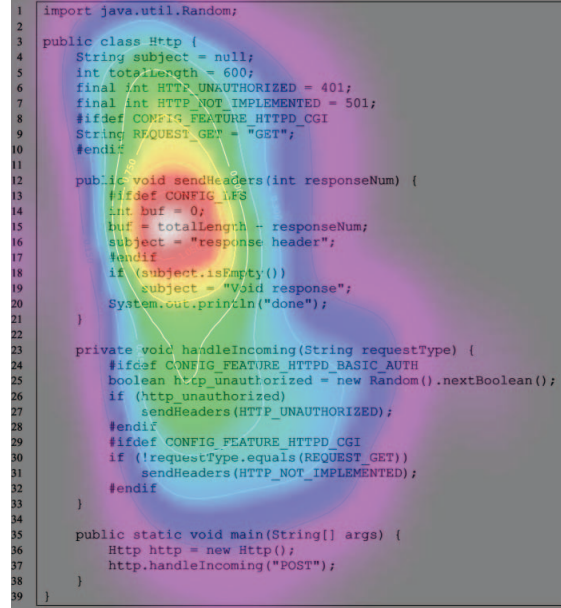 1 import java.util.Random;
2
3 public class Http {
4 String subject = null;
5 int totalLength = 600;
6 final int HTTP_UNAUTHORIZED = 401;
7 final int HTTP_NOT_IMPLEMENTED = 501;
8 #ifdef CONFIG_FEATURE_HTTPD_CGI
9 String REQUEST_GET = "GET";
10 #endif
11
12 public void sendHeaders(int responseNum) {
13 #ifdef CONFIG_LFS
14 int buf = 0;
15 buf = totalLength - responseNum;
16 subject = "response header";
17 #endif
18 if (subject.isEmpty())
19 subject = "Void response";
20 System.out.println("done");
21 }
22
23 private void handleIncoming(String requestType) {
24 #ifdef CONFIG_FEATURE_HTTPD_BASIC_AUTH
25 boolean http_unauthorized = new Random().nextBoolean();
26 if (http_unauthorized)
27 sendHeaders(HTTP_UNAUTHORIZED);
28 #endif
29 #ifdef CONFIG_FEATURE_HTTPD_CGI
30 if (!requestType.equals(REQUEST_GET))
31 sendHeaders(HTTP_NOT_IMPLEMENTED);
32 #endif
33 }
34
35 public static void main(String[] args) {
36 Http http = new Http();
37 http.handleIncoming("POST");
38 }
39 }